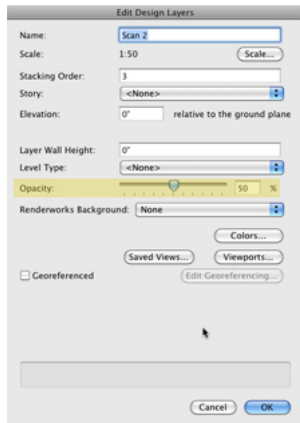 Edit Design Layers
Name: Scan 2
Scale: 1:50 Scale...
Stacking Order: 3
Story: <None>
Elevation: 0" relative to the ground plane
Layer Wall Height: 0"
Level Type: <None>
Opacity: 50 %
Renderworks Background: None
Colors...
Saved Views... Viewports...
Georeferenced Edit Georeferencing...
Cancel OK